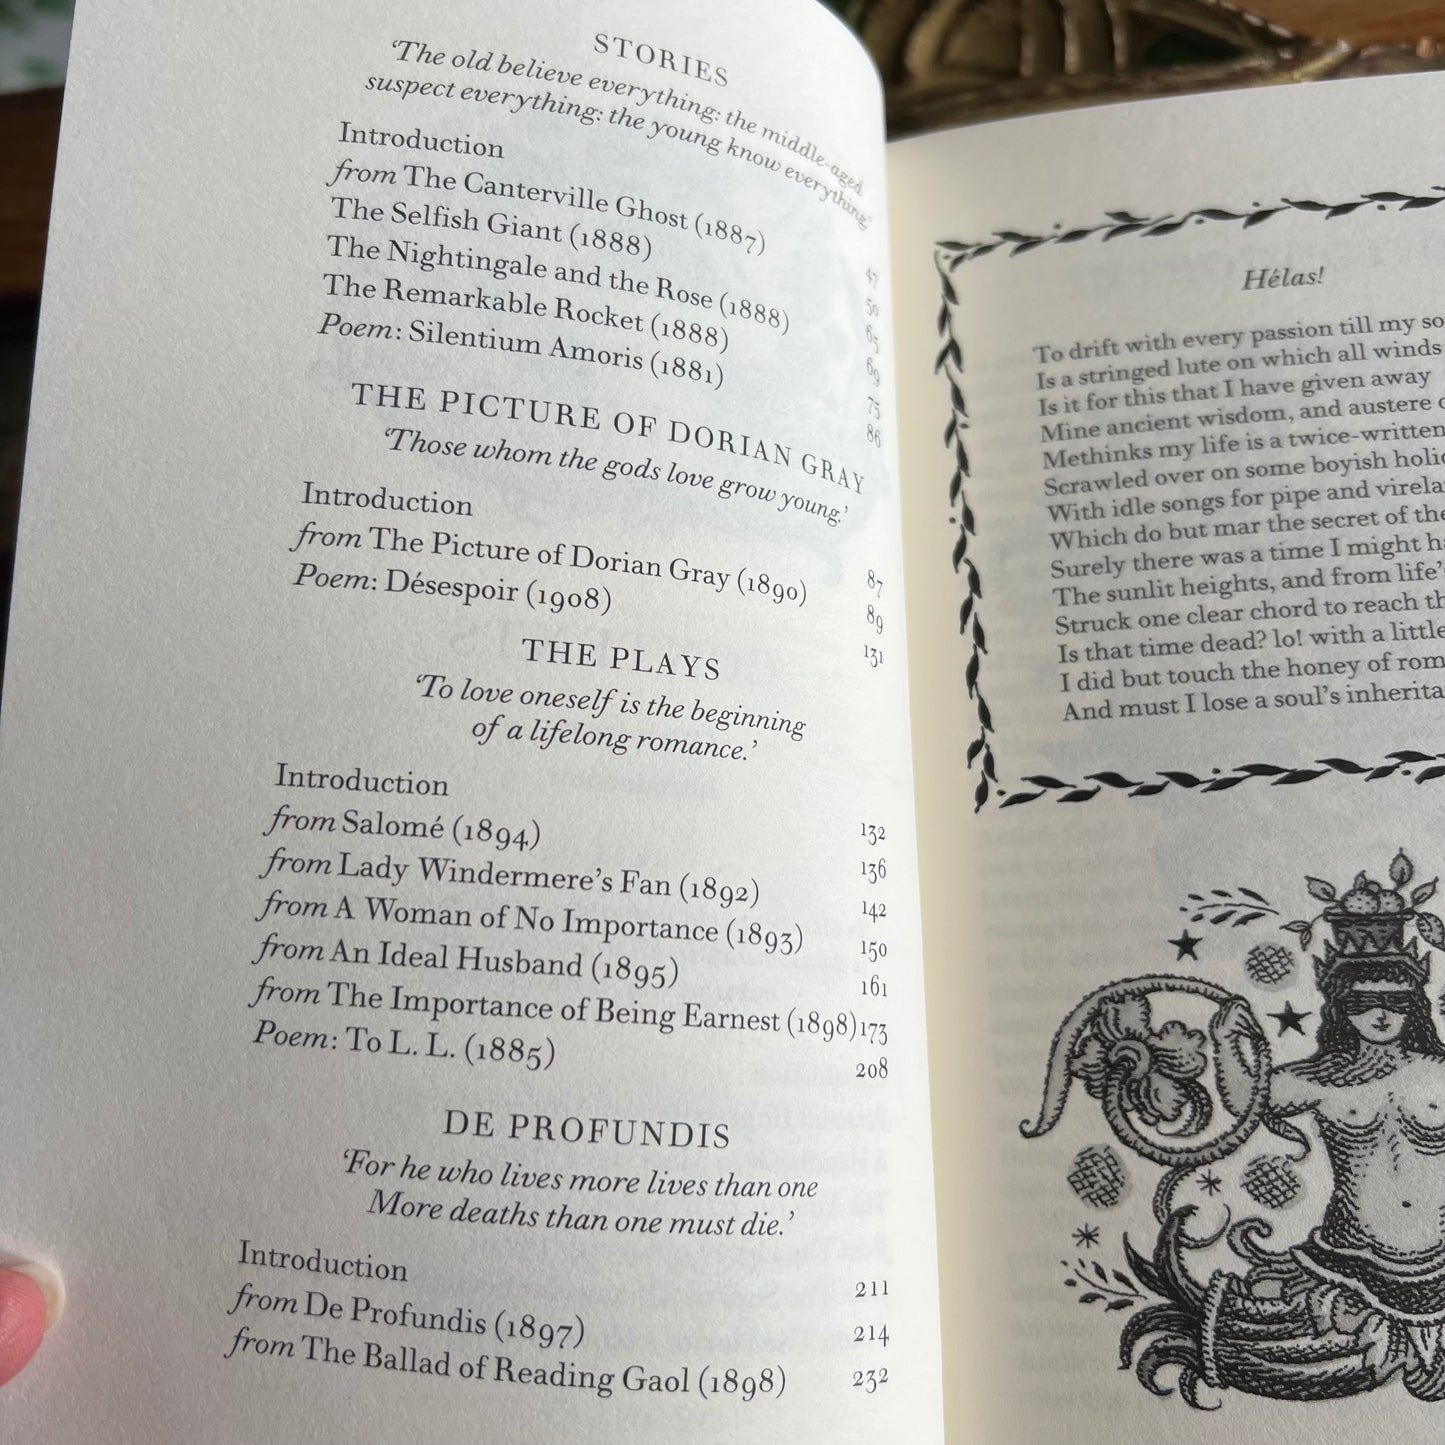 STORIES
‘The old believe everything: the middle-aged
suspect everything: the young know everything’
Introduction 47
from The Canterville Ghost (1887) 50
The Selfish Giant (1888) 65
The Nightingale and the Rose (1888) 69
The Remarkable Rocket (1888) 75
Poem: Silentium Amoris (1881) 86
THE PICTURE OF DORIAN GRAY
‘Those whom the gods love grow young.’
Introduction 87
from The Picture of Dorian Gray (1890) 89
Poem: Désespoir (1908) 131
THE PLAYS
‘To love oneself is the beginning
of a lifelong romance.’
Introduction 132
from Salomé (1894) 136
from Lady Windermere’s Fan (1892) 142
from A Woman of No Importance (1893) 150
from An Ideal Husband (1895) 161
from The Importance of Being Earnest (1898) 173
Poem: To L. L. (1885) 208
DE PROFUNDIS
‘For he who lives more lives than one
More deaths than one must die.’
Introduction 211
from De Profundis (1897) 214
from The Ballad of Reading Gaol (1898) 232
Hélas!
To drift with every passion till my
Is a stringed lute on which all winds
Is it for this that I have given away
Mine ancient wisdom, and austere
Methinks my life is a twice-written
Scrawled over on some boyish
With idle songs for pipe and
Which do but mar the secret of the
Surely there was a time I might
The sunlit heights, and from
Struck one clear chord to reach
Is that time dead? lo! with a little
I did but touch the honey of
And must I lose a soul’s